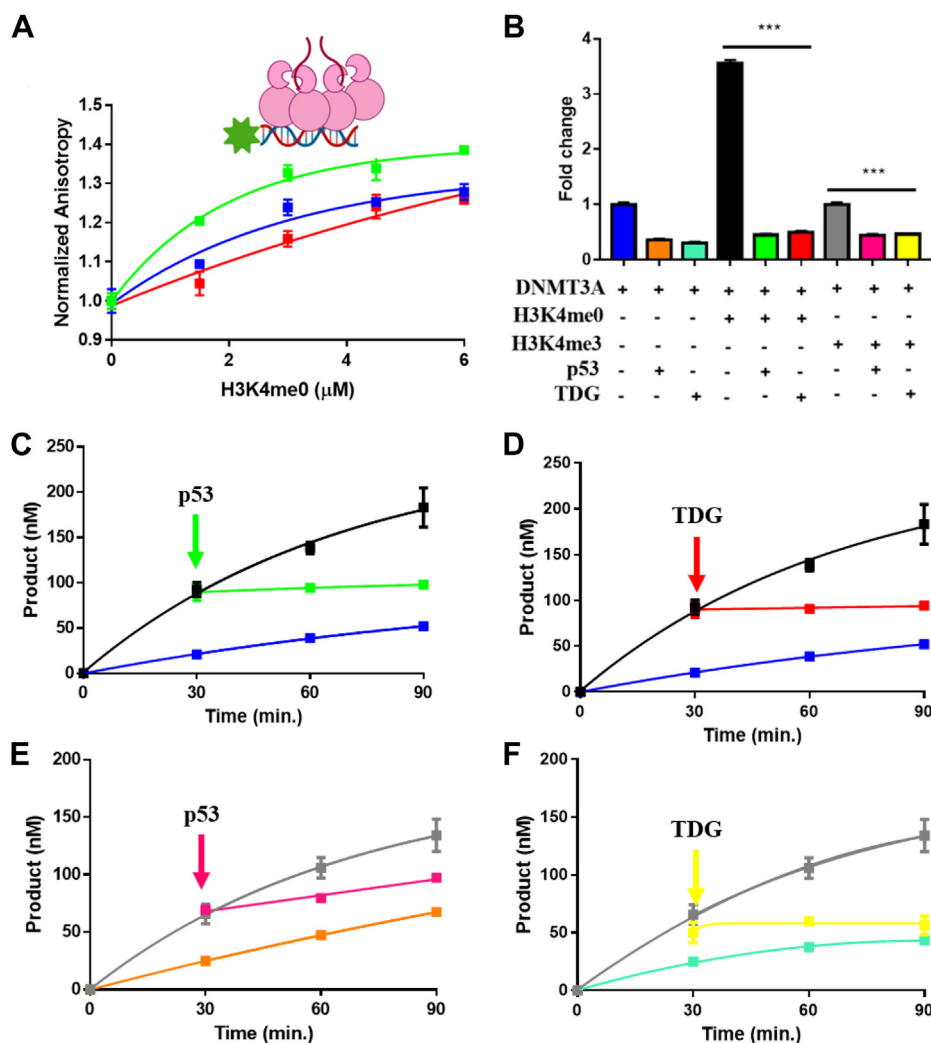 A
1.5
1.4
1.3
1.2
1.1
1.0
0.9
Normalized Anisotropy
0
2
4
6
H3K4me0 (μM)
B
***
***
4
3
2
1
0
Fold change
DNMT3A + + + + + + + + +
H3K4me0 - - - + + + - - -
H3K4me3 - - - - - - + + +
p53 - + - - + - - + -
TDG - - + - - + - - +
C
250
200
150
100
50
0
Product (nM)
p53
0
30
60
90
Time (min.)
D
250
200
150
100
50
0
Product (nM)
TDG
0
30
60
90
Time (min.)
E
200
150
100
50
0
Product (nM)
p53
0
30
60
90
Time (min.)
F
200
150
100
50
0
Product (nM)
TDG
0
30
60
90
Time (min.)